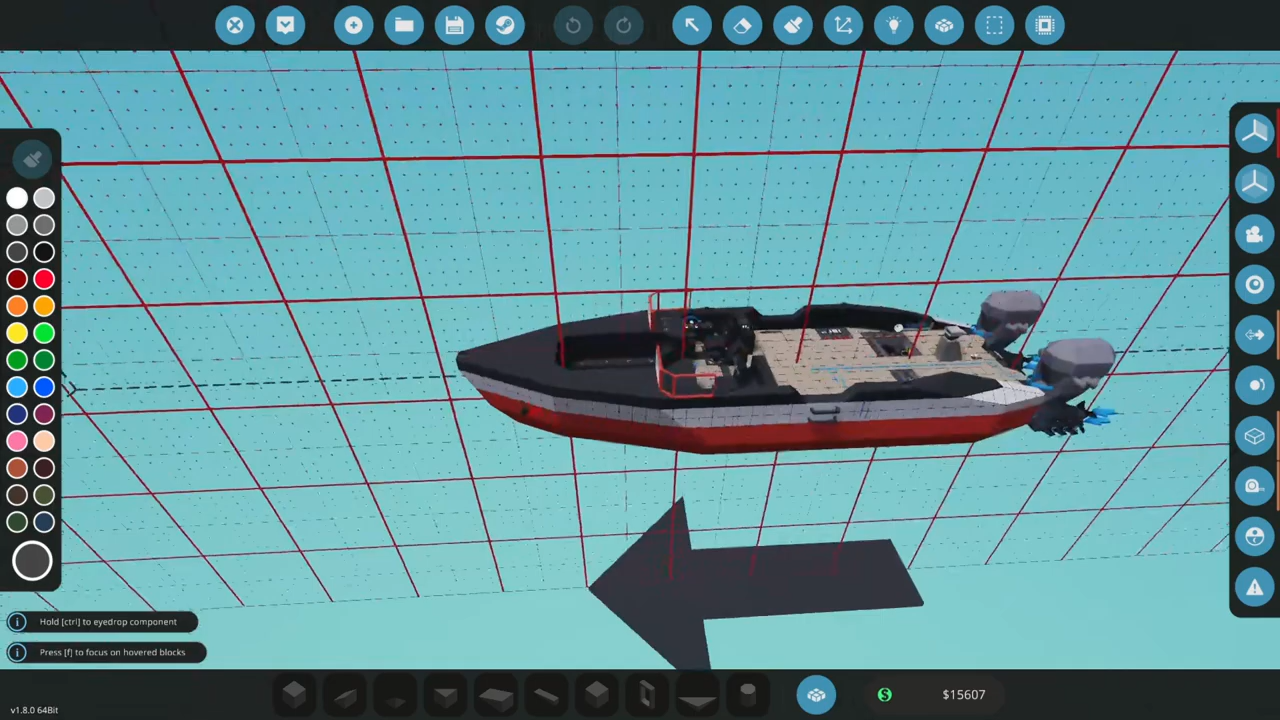 Hold [ctrl] to eyedrop component
Press [f] to focus on hovered blocks
$15607
v1.8.0 64Bit